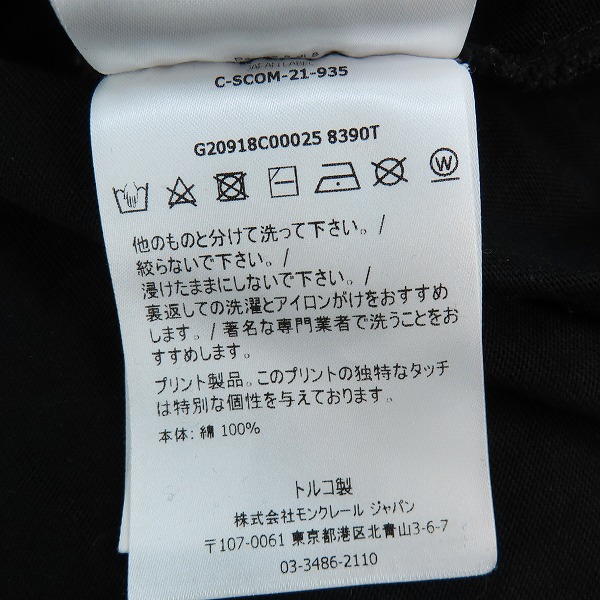 C-SCOM-21-935
G20918C00025 8390T
W
他のものと分けて洗って下さい。/
絞らないで下さい。/
浸けたままにしないで下さい。/
裏返しての洗濯とアイロンがけをおすすめ
します。/ 著名な専門業者で洗うことをお
すすめします。
プリント製品。このプリントの独特なタッチ
は特別な個性を与えております。
本体: 綿 100%
トルコ製
株式会社モンクレール ジャパン
〒107-0061 東京都港区北青山3-6-7
03-3486-2110